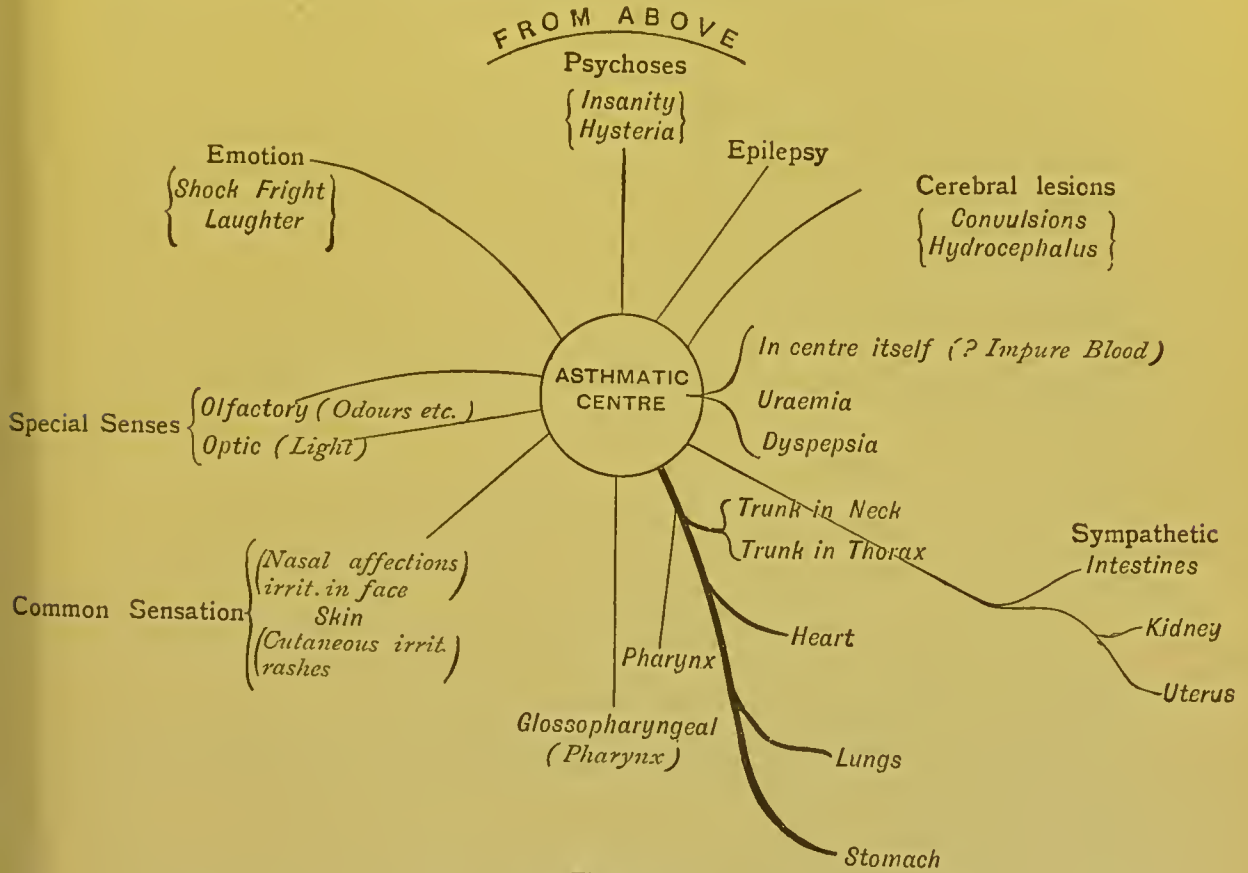 FROM ABOVE
Psychoses
Insanity
Hysteria
Emotion
Shock Fright
Laughter
Epilepsy
Cerebral lesions
Convulsions
Hydrocephalus
ASTHMATIC
CENTRE
In centre itself (? Impure Blood)
Uraemia
Dyspepsia
Special Senses
Olfactory (Odours etc.)
Optic (Light)
Common Sensation
(Nasal affections)
irrit. in face
Skin
(Cutaneous irrit.
rashes)
Glossopharyngeal
(Pharynx)
Pharynx
Trunk in Neck
Trunk in Thorax
Heart
Lungs
Stomach
Sympathetic
Intestines
Kidney
Uterus